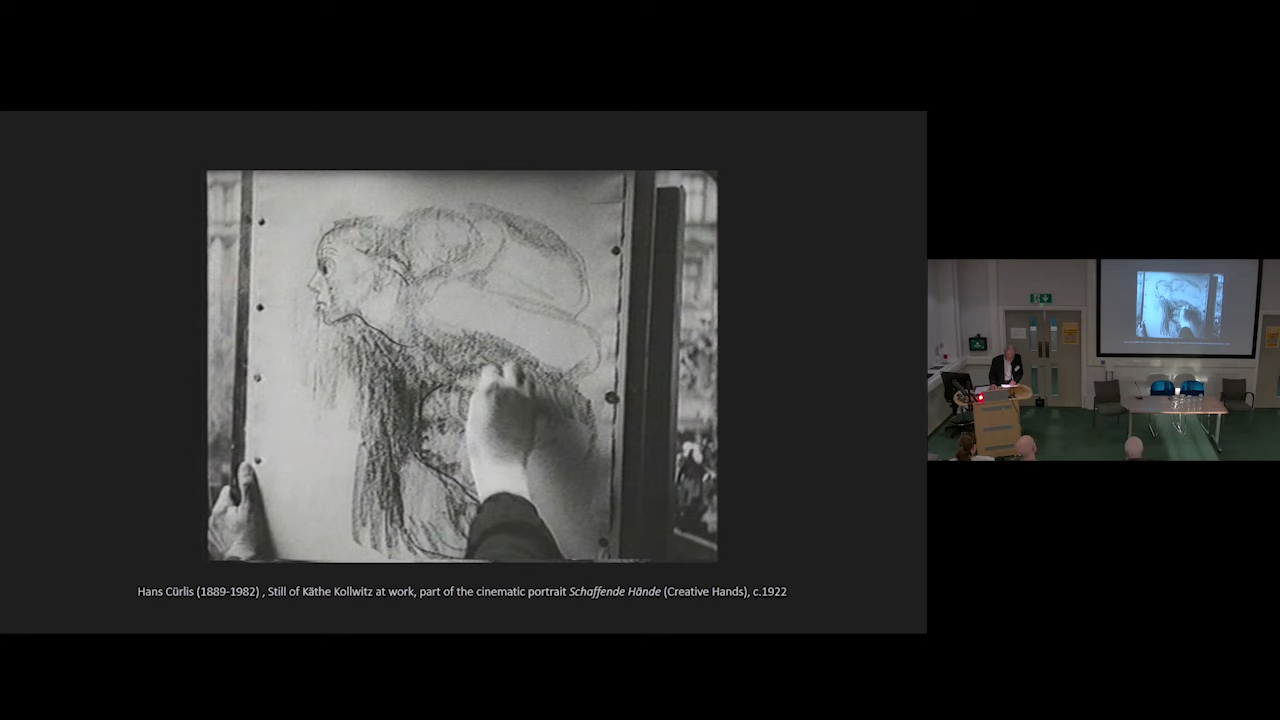 Hans Cürlis (1889-1982) , Still of Käthe Kollwitz at work, part of the cinematic portrait Schaffende Hände (Creative Hands), c.1922